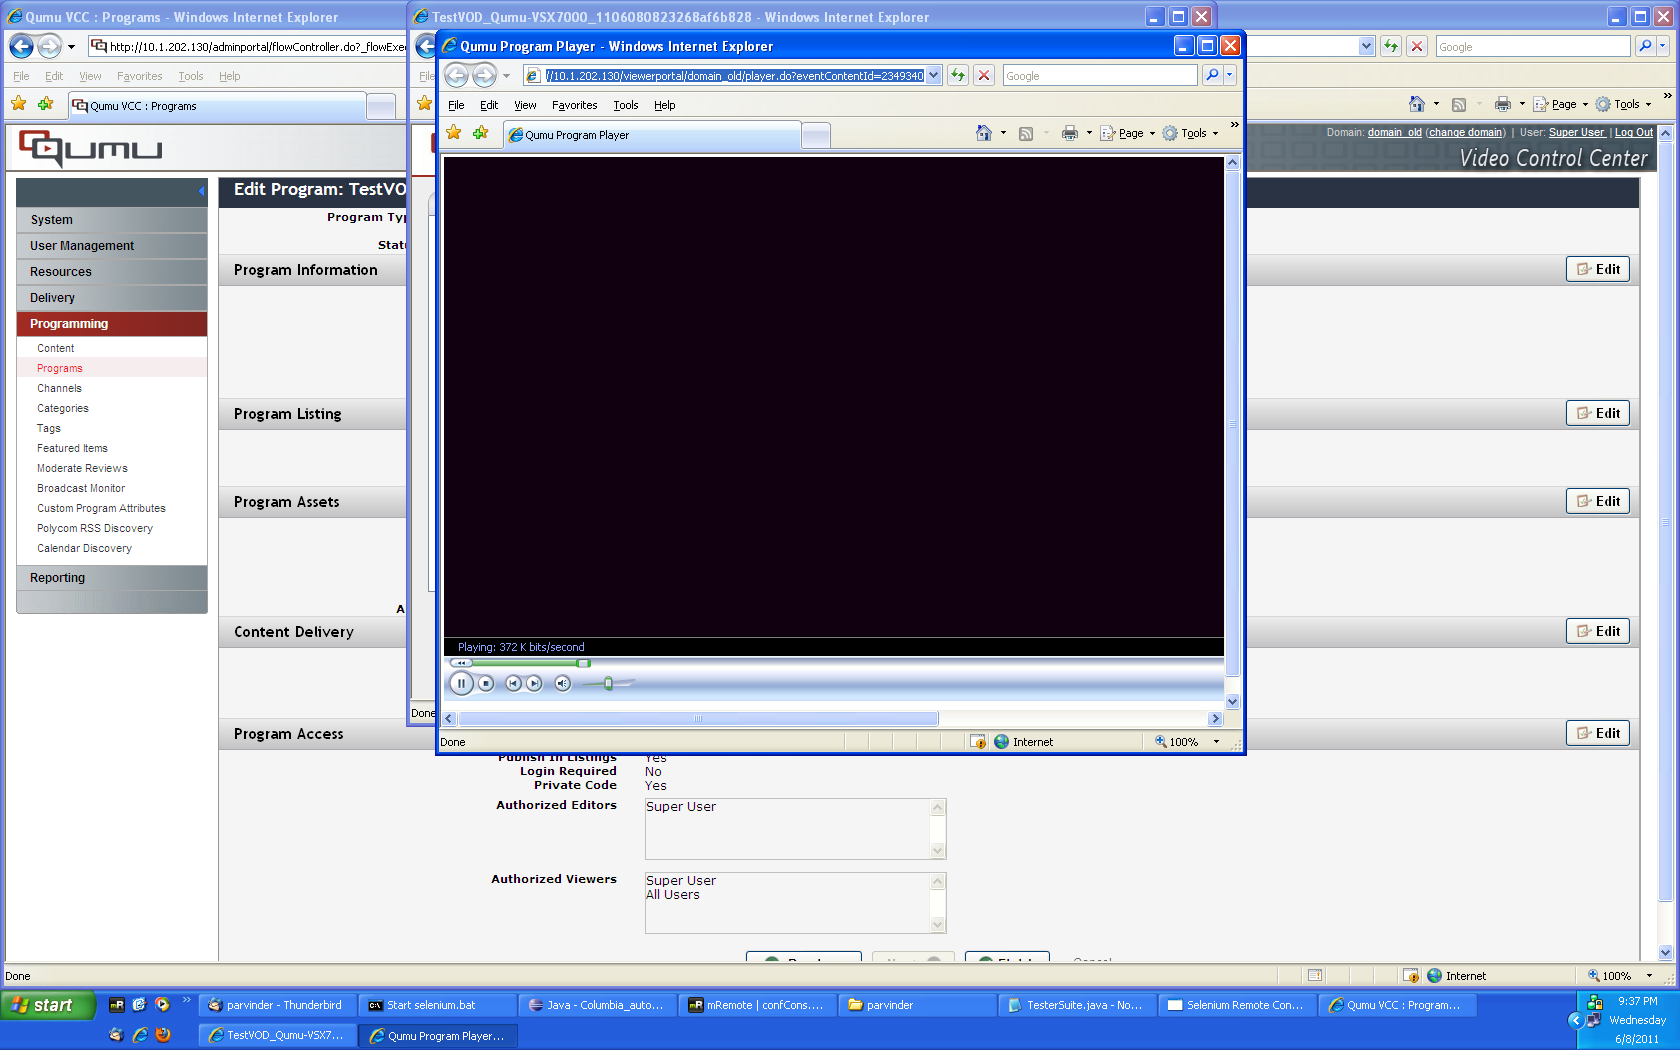 Qumu VCC : Programs - Windows Internet Explorer
TestVOD_Qumu-VSX7000_1106080823268af6b828 - Windows Internet Explorer
Qumu Program Player - Windows Internet Explorer
http://10.1.202.130/adminportal/flowController.do?_flowExec
Google
//10.1.202.130/viewerportal/domain_old/player.do?eventContentId=2349340
Google
File Edit View Favorites Tools Help
File Edit View Favorites Tools Help
Qumu VCC : Programs
Page Tools
Qumu Program Player
Page Tools
Domain: domain_old (change domain) | User: Super User | Log Out
QUMU
Video Control Center
System
User Management
Resources
Delivery
Programming
Content
Programs
Channels
Categories
Tags
Featured Items
Moderate Reviews
Broadcast Monitor
Custom Program Attributes
Polycom RSS Discovery
Calendar Discovery
Reporting
Edit Program: TestVO
Program Typ
Statu
Program Information
Edit
Program Listing
Edit
Program Assets
Edit
A
Content Delivery
Edit
Program Access
Edit
Playing: 372 K bits/second
Done
Done
Internet
100%
Publish In Listings Yes
Login Required No
Private Code Yes
Authorized Editors Super User
Authorized Viewers Super User
All Users
Cancel
Done
Internet
100%
start
parvinder - Thunderbird
Start selenium.bat
Java - Columbia_auto...
mRemote | confCons....
parvinder
TesterSuite.java - No...
Selenium Remote Con...
Qumu VCC : Program...
TestVOD_Qumu-VSX7...
Qumu Program Player...
9:37 PM
Wednesday
6/8/2011